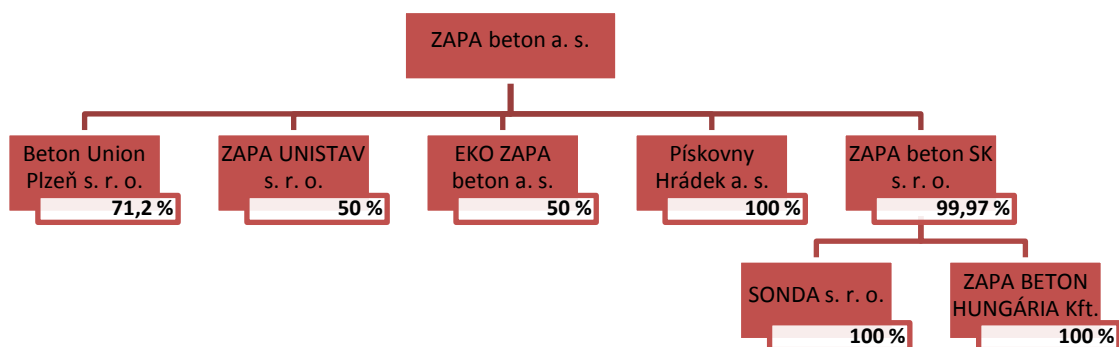 ZAPA beton a. s.
Beton Union
Plzeň s. r. o.
71,2 %
ZAPA UNISTAV
s. r. o.
50 %
EKO ZAPA
beton a. s.
50 %
Pískovny
Hrádek a. s.
100 %
ZAPA beton SK
s. r. o.
99,97 %
SONDA s. r. o.
100 %
ZAPA BETON
HUNGÁRIA Kft.
100 %